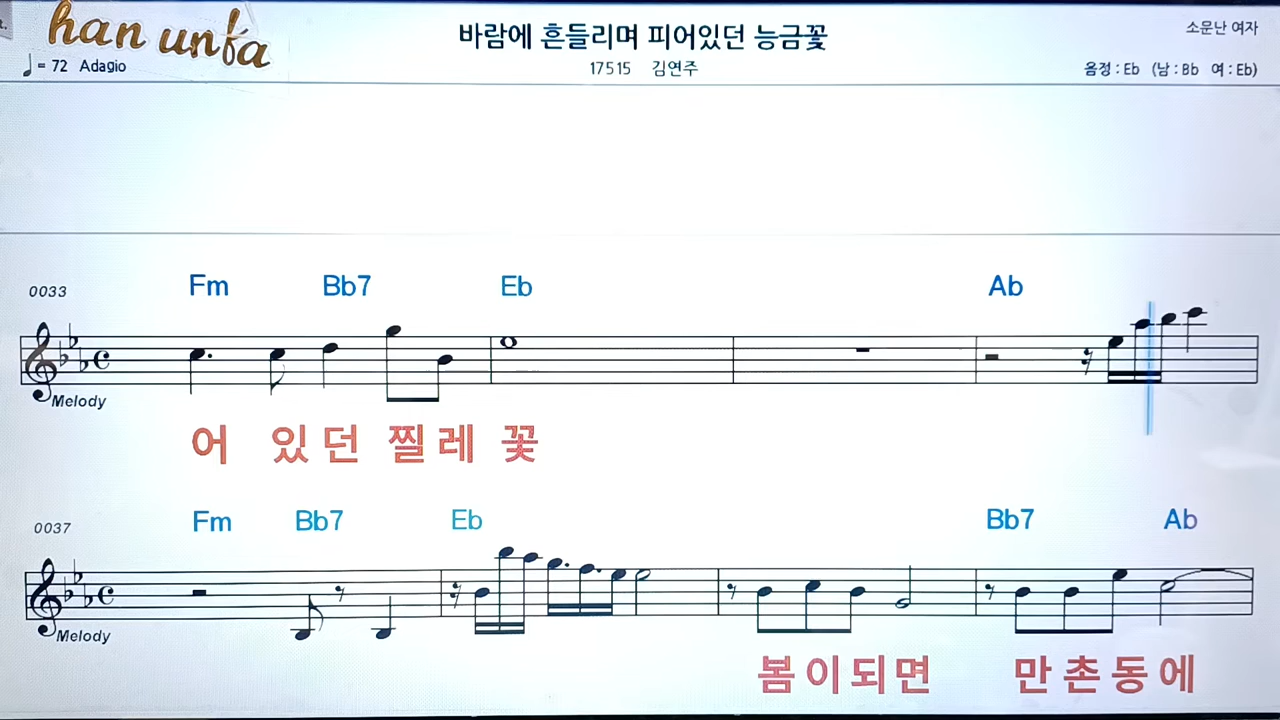 han unfa
바람에 흔들리며 피어있던 능금꽃
소문난 여자
♩= 72 Adagio
17515 김연주
음정 : Eb (남 : Bb 여 : Eb)
0033
Fm Bb7 Eb Ab
Melody
어 있 던 찔 레 꽃
0037
Fm Bb7 Eb Bb7 Ab
Melody
봄 이 되 면 만 촌 동 에